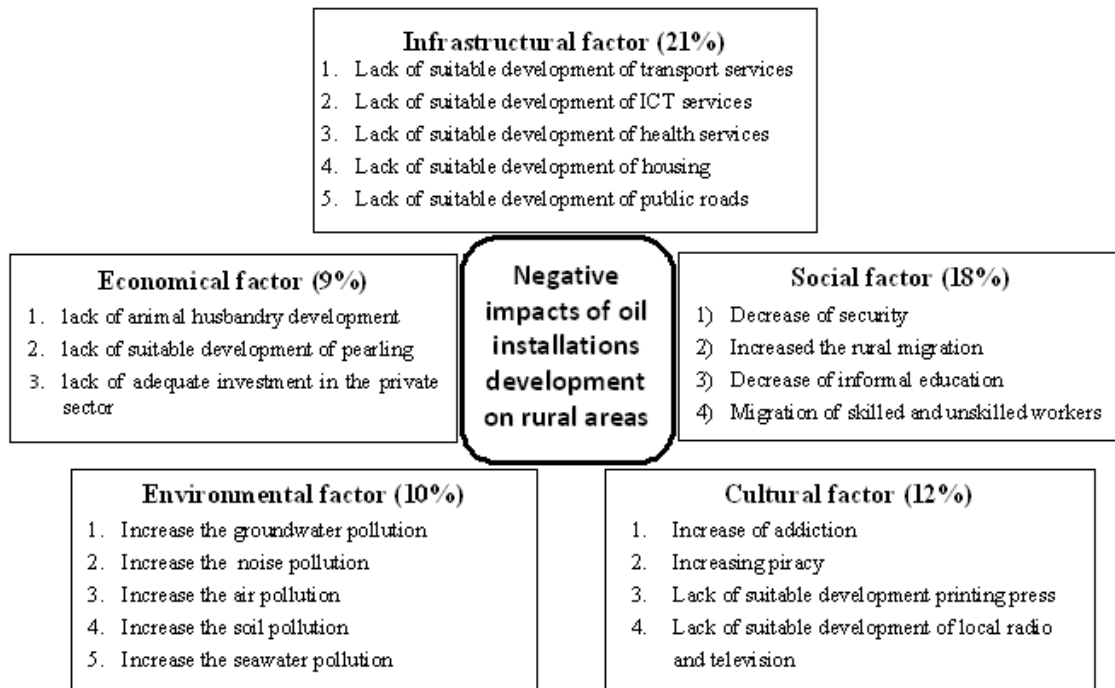 Infrastructural factor (21%)
1. Lack of suitable development of transport services
2. Lack of suitable development of ICT services
3. Lack of suitable development of health services
4. Lack of suitable development of housing
5. Lack of suitable development of public roads
Economical factor (9%)
1. lack of animal husbandry development
2. lack of suitable development of pearling
3. lack of adequate investment in the private
sector
Negative
impacts of oil
installations
development
on rural areas
Social factor (18%)
1) Decrease of security
2) Increased the rural migration
3) Decrease of informal education
4) Migration of skilled and unskilled workers
Environmental factor (10%)
1. Increase the groundwater pollution
2. Increase the noise pollution
3. Increase the air pollution
4. Increase the soil pollution
5. Increase the seawater pollution
Cultural factor (12%)
1. Increase of addiction
2. Increasing piracy
3. Lack of suitable development printing press
4. Lack of suitable development of local radio
and television